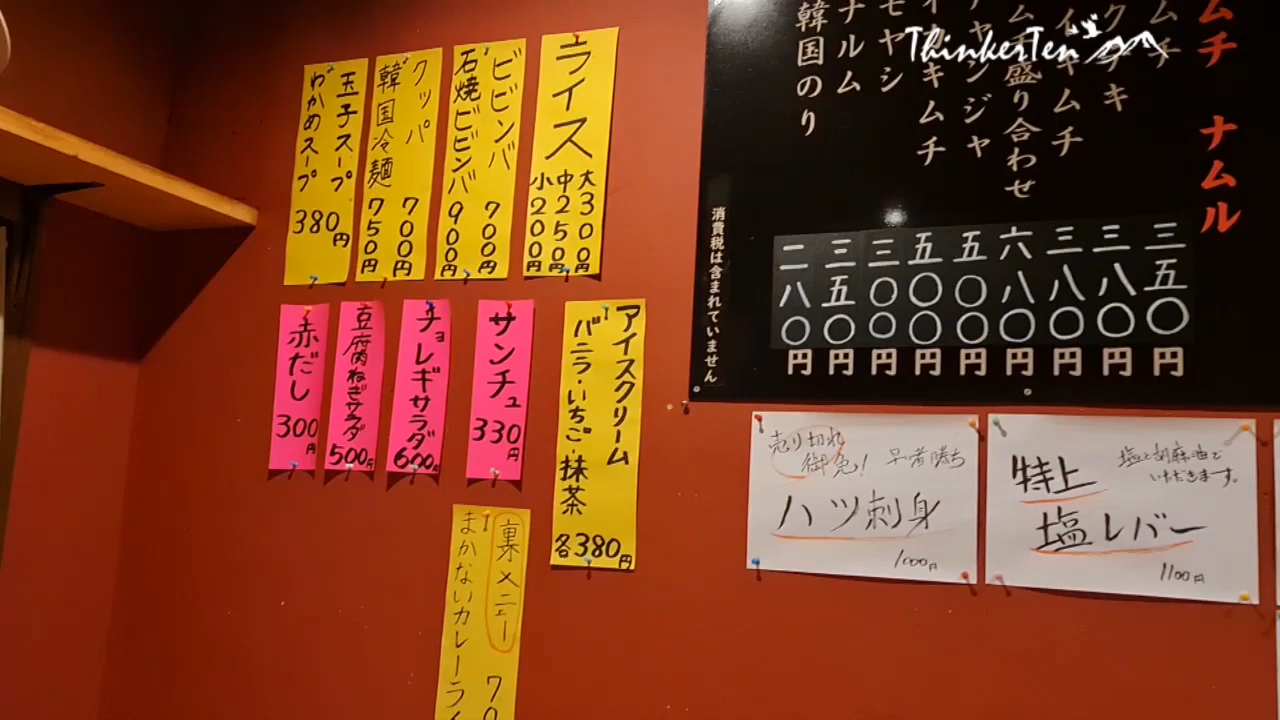 ThinkerTen
ライス
大300円
中250円
小200円
ビビンバ 700円
石焼ビビンバ 900円
クッパ 700円
韓国冷麺 750円
玉子スープ
わかめスープ
380円
サンチュ
330円
チョレギサラダ
600円
豆腐ねぎサラダ
500円
赤だし
300円
アイスクリーム
バニラ・いちご・抹茶
各380円
裏メニュー
まかないカレーラ
70
ムチ ナムル
ムチ 三五〇円
クテキ 三八〇円
イキムチ 三八〇円
ムチ盛り合わせ 六八〇円
チャンジャ 五〇〇円
イカキムチ 五〇〇円
モヤシ 三〇〇円
ナムル 三五〇円
韓国のり 二八〇円
消費税は含まれていません
売り切れ
御免!
早者勝ち
ハツ刺身
1000円
特上
塩と胡麻油で
いただきます。
塩レバー
1100円